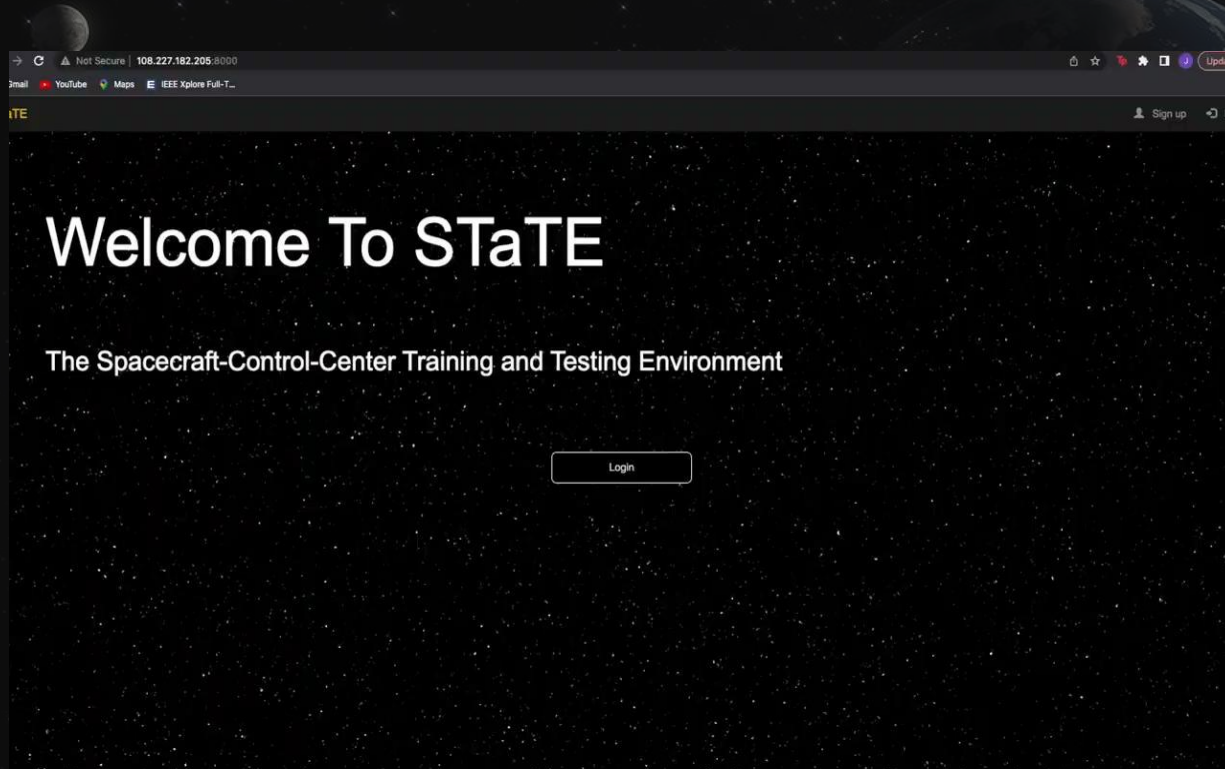 Not Secure | 108.227.182.205:8000
Gmail YouTube Maps IEEE Xplore Full-T...
Sign up
Welcome To STaTE
The Spacecraft-Control-Center Training and Testing Environment
Login